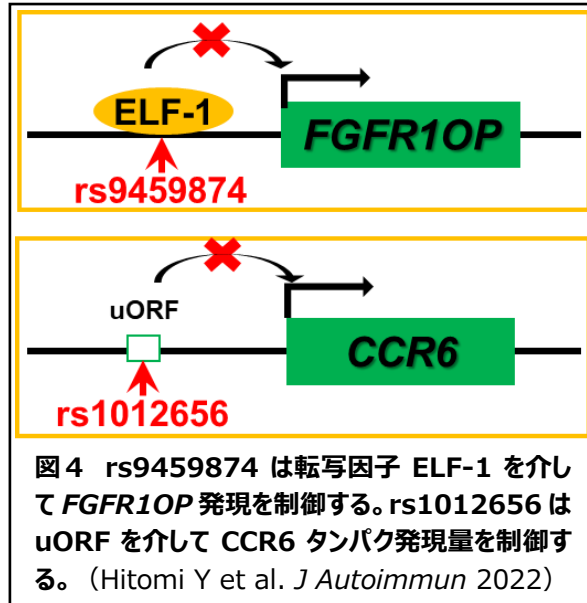 ELF-1
FGFR1OP
rs9459874
uORF
CCR6
rs1012656
図4 rs9459874 は転写因子 ELF-1 を介し
て FGFR1OP 発現を制御する。rs1012656 は
uORF を介して CCR6 タンパク発現量を制御す
る。（Hitomi Y et al. J Autoimmun 2022）